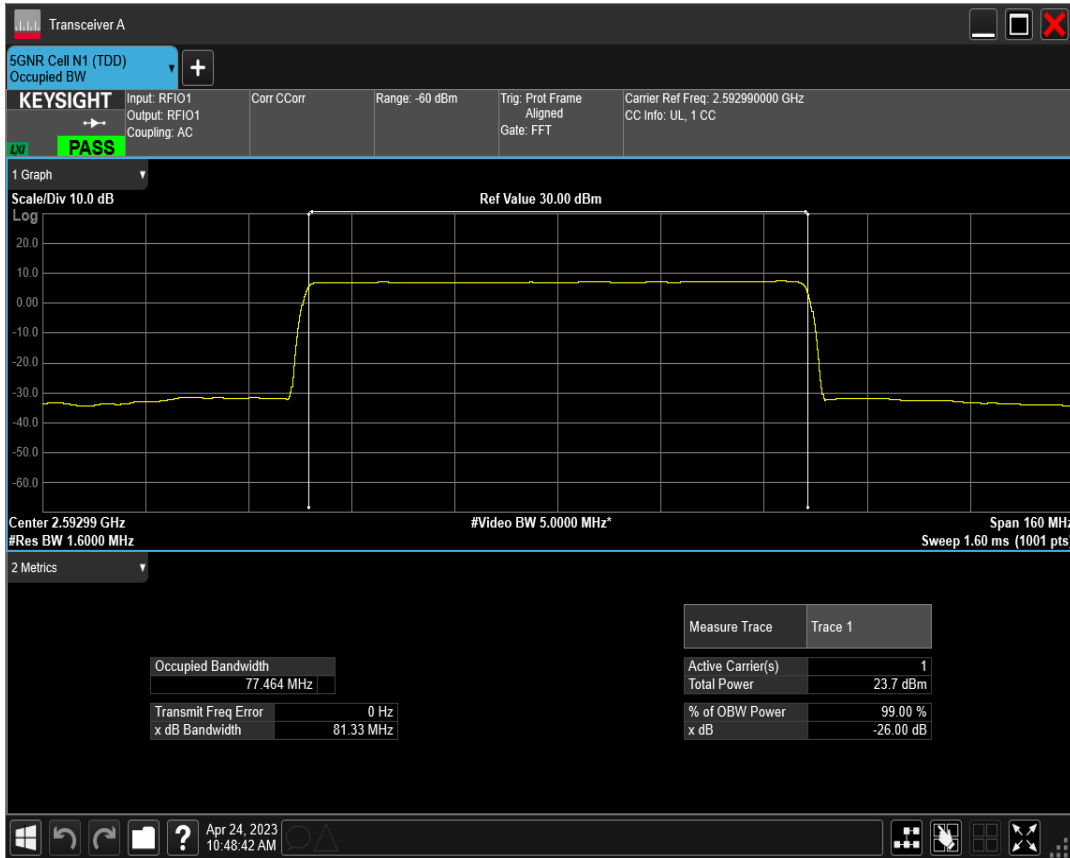 Transceiver A
5GNR Cell N1 (TDD)
Occupied BW
+
KEYSIGHT
LXI
PASS
Input: RFIO1
Output: RFIO1
Coupling: AC
Corr CCorr
Range: -60 dBm
Trig: Prot Frame
Aligned
Gate: FFT
Carrier Ref Freq: 2.592990000 GHz
CC Info: UL, 1 CC
1 Graph
Scale/Div 10.0 dB
Ref Value 30.00 dBm
Log
20.0
10.0
0.00
-10.0
-20.0
-30.0
-40.0
-50.0
-60.0
Center 2.59299 GHz
#Video BW 5.0000 MHz*
Span 160 MHz
#Res BW 1.6000 MHz
Sweep 1.60 ms (1001 pts)
2 Metrics
Measure Trace Trace 1
Occupied Bandwidth
77.464 MHz
Active Carrier(s) 1
Total Power 23.7 dBm
Transmit Freq Error 0 Hz
x dB Bandwidth 81.33 MHz
% of OBW Power 99.00 %
x dB -26.00 dB
?
Apr 24, 2023
10:48:42 AM